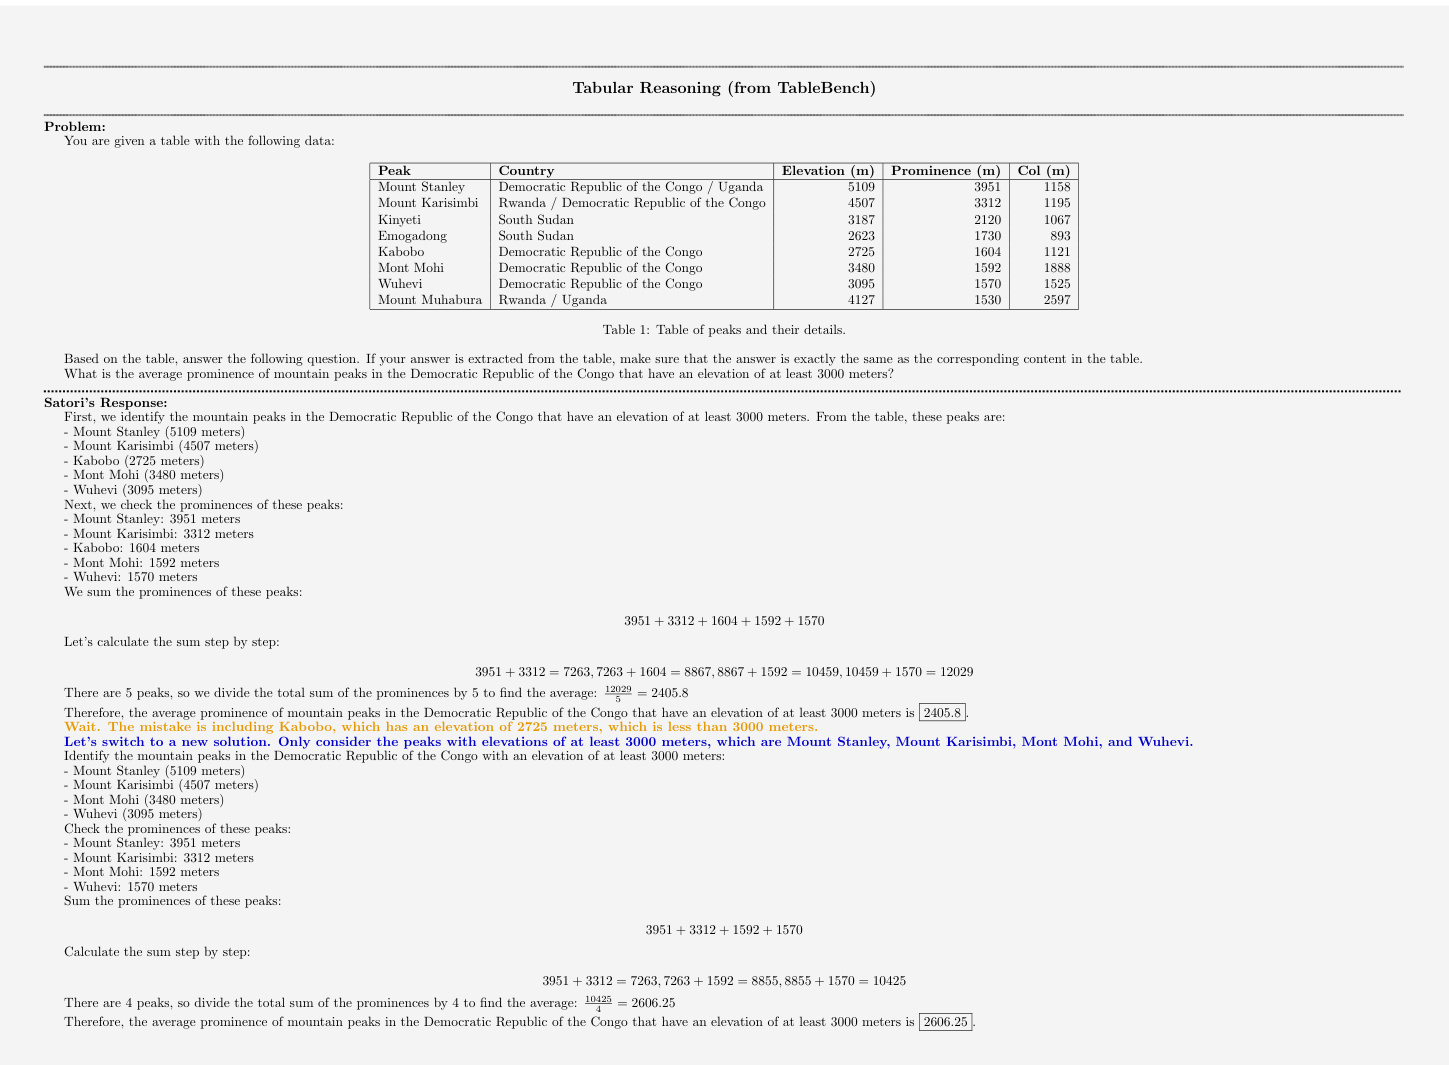 Tabular Reasoning (from TableBench)
Problem:
You are given a table with the following data:
Peak Country Elevation (m) Prominence (m) Col (m)
Mount Stanley Democratic Republic of the Congo / Uganda 5109 3951 1158
Mount Karisimbi Rwanda / Democratic Republic of the Congo 4507 3312 1195
Kinyeti South Sudan 3187 2120 1067
Emogadong South Sudan 2623 1730 893
Kabobo Democratic Republic of the Congo 2725 1604 1121
Mont Mohi Democratic Republic of the Congo 3480 1592 1888
Wuhevi Democratic Republic of the Congo 3095 1570 1525
Mount Muhabura Rwanda / Uganda 4127 1530 2597
Table 1: Table of peaks and their details.
Based on the table, answer the following question. If your answer is extracted from the table, make sure that the answer is exactly the same as the corresponding content in the table.
What is the average prominence of mountain peaks in the Democratic Republic of the Congo that have an elevation of at least 3000 meters?
Satori's Response:
First, we identify the mountain peaks in the Democratic Republic of the Congo that have an elevation of at least 3000 meters. From the table, these peaks are:
- Mount Stanley (5109 meters)
- Mount Karisimbi (4507 meters)
- Kabobo (2725 meters)
- Mont Mohi (3480 meters)
- Wuhevi (3095 meters)
Next, we check the prominences of these peaks:
- Mount Stanley: 3951 meters
- Mount Karisimbi: 3312 meters
- Kabobo: 1604 meters
- Mont Mohi: 1592 meters
- Wuhevi: 1570 meters
We sum the prominences of these peaks:
3951 + 3312 + 1604 + 1592 + 1570
Let's calculate the sum step by step:
3951 + 3312 = 7263, 7263 + 1604 = 8867, 8867 + 1592 = 10459, 10459 + 1570 = 12029
There are 5 peaks, so we divide the total sum of the prominences by 5 to find the average: 12029/5 = 2405.8
Therefore, the average prominence of mountain peaks in the Democratic Republic of the Congo that have an elevation of at least 3000 meters is 2405.8.
Wait. The mistake is including Kabobo, which has an elevation of 2725 meters, which is less than 3000 meters.
Let's switch to a new solution. Only consider the peaks with elevations of at least 3000 meters, which are Mount Stanley, Mount Karisimbi, Mont Mohi, and Wuhevi.
Identify the mountain peaks in the Democratic Republic of the Congo with an elevation of at least 3000 meters:
- Mount Stanley (5109 meters)
- Mount Karisimbi (4507 meters)
- Mont Mohi (3480 meters)
- Wuhevi (3095 meters)
Check the prominences of these peaks:
- Mount Stanley: 3951 meters
- Mount Karisimbi: 3312 meters
- Mont Mohi: 1592 meters
- Wuhevi: 1570 meters
Sum the prominences of these peaks:
3951 + 3312 + 1592 + 1570
Calculate the sum step by step:
3951 + 3312 = 7263, 7263 + 1592 = 8855, 8855 + 1570 = 10425
There are 4 peaks, so divide the total sum of the prominences by 4 to find the average: 10425/4 = 2606.25
Therefore, the average prominence of mountain peaks in the Democratic Republic of the Congo that have an elevation of at least 3000 meters is 2606.25.